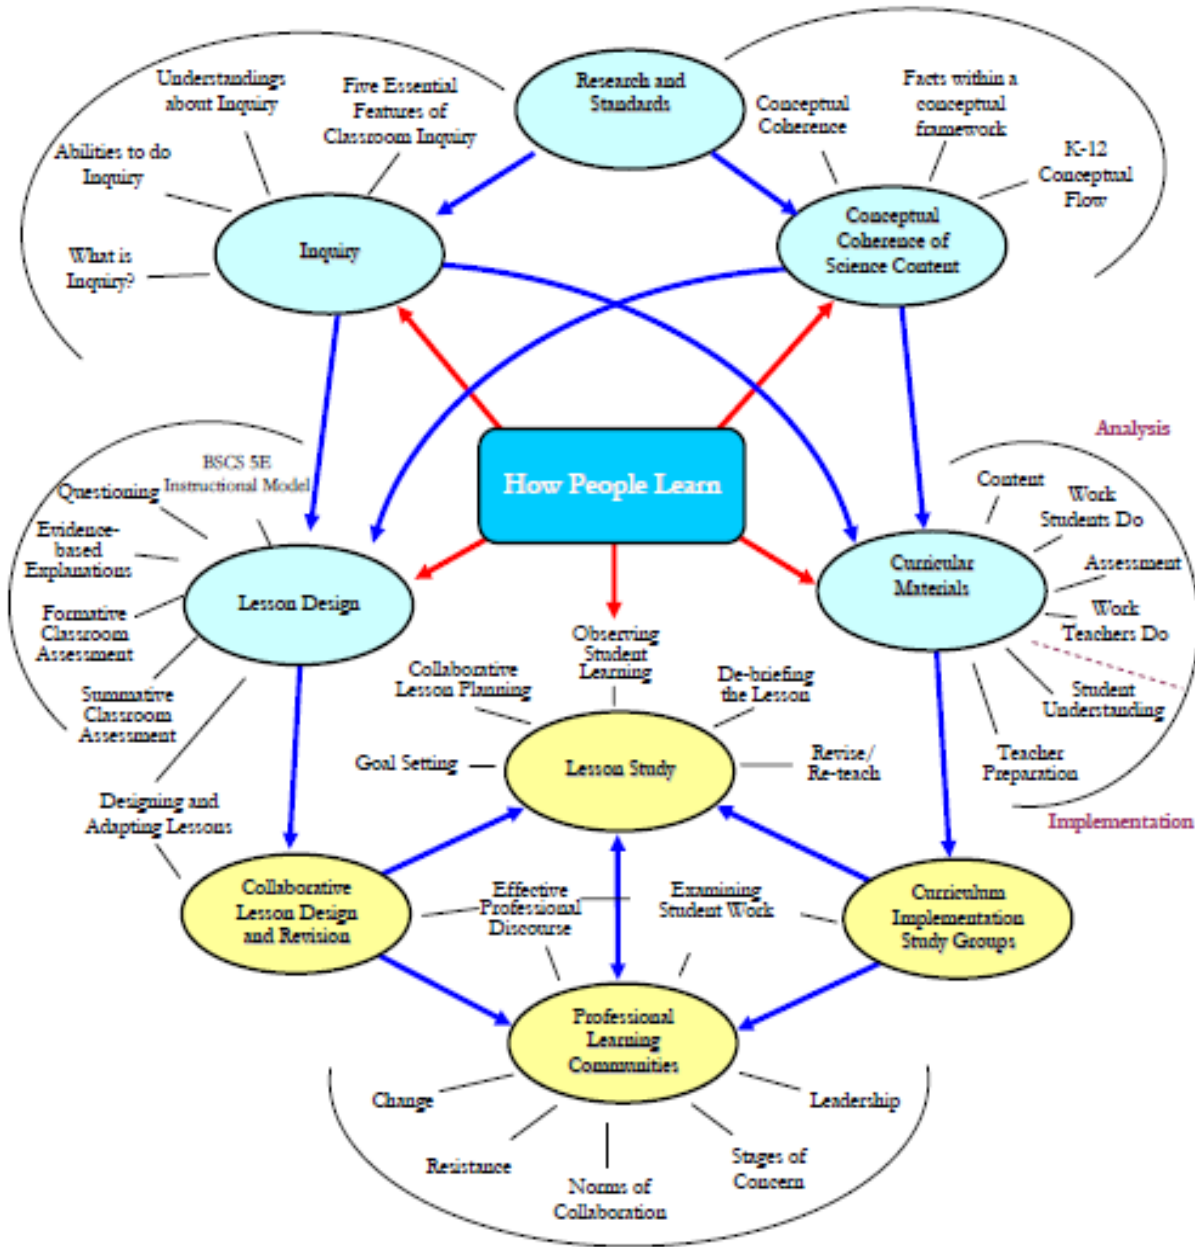 Research and
Standards
Understandings
about Inquiry
Five Essential
Features of
Classroom Inquiry
Abilities to do
Inquiry
What is
Inquiry?
Inquiry
Conceptual
Coherence
Facts within a
conceptual
framework
K-12
Conceptual
Flow
Conceptual
Coherence of
Science Content
How People Learn
BSCS 5E
Instructional Model
Questioning
Evidence-
based
Explanations
Formative
Classroom
Assessment
Summative
Classroom
Assessment
Lesson Design
Designing and
Adapting Lessons
Analysis
Content
Work
Students Do
Assessment
Work
Teachers Do
Student
Understanding
Teacher
Preparation
Implementation
Curricular
Materials
Observing
Student
Learning
Collaborative
Lesson Planning
De-briefing
the Lesson
Goal Setting
Revise/
Re-teach
Lesson Study
Collaborative
Lesson Design
and Revision
Effective
Professional
Discourse
Examining
Student Work
Curriculum
Implementation
Study Groups
Professional
Learning
Communities
Change
Resistance
Norms of
Collaboration
Stages of
Concern
Leadership